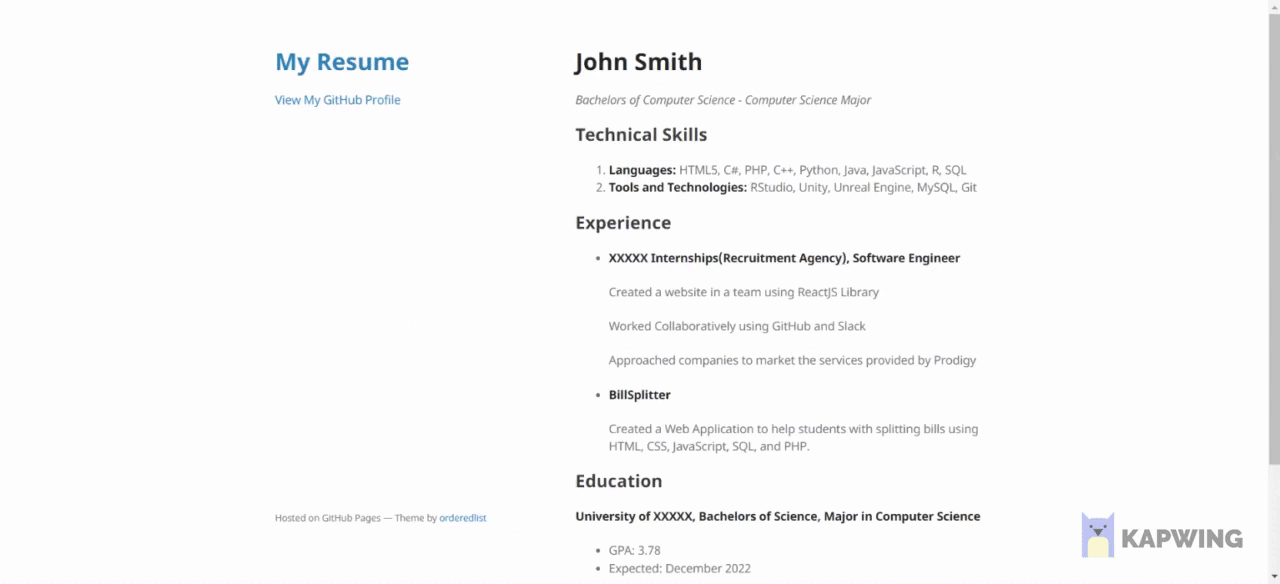 My Resume
View My GitHub Profile
John Smith
Bachelors of Computer Science - Computer Science Major
Technical Skills
1. Languages: HTML5, C#, PHP, C++, Python, Java, JavaScript, R, SQL
2. Tools and Technologies: RStudio, Unity, Unreal Engine, MySQL, Git
Experience
• XXXXX Internships(Recruitment Agency), Software Engineer
Created a website in a team using ReactJS Library
Worked Collaboratively using GitHub and Slack
Approached companies to market the services provided by Prodigy
• BillSplitter
Created a Web Application to help students with splitting bills using
HTML, CSS, JavaScript, SQL, and PHP.
Education
University of XXXXX, Bachelors of Science, Major in Computer Science
• GPA: 3.78
• Expected: December 2022
Hosted on GitHub Pages — Theme by orderedlist
KAPWING